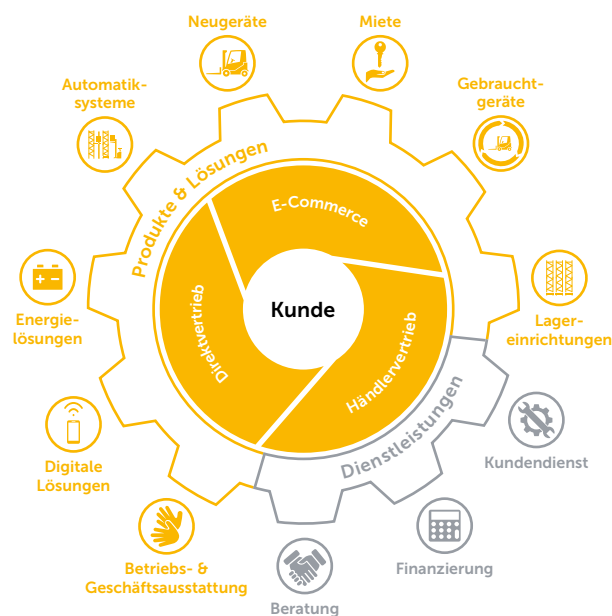 Neugeräte
Miete
Automatik-
systeme
Gebraucht-
geräte
Produkte & Lösungen
E-Commerce
Direktvertrieb
Kunde
Händlervertrieb
Energie-
lösungen
Lager-
einrichtungen
Dienstleistungen
Digitale
Lösungen
Kundendienst
Betriebs- &
Geschäftsausstattung
Finanzierung
Beratung